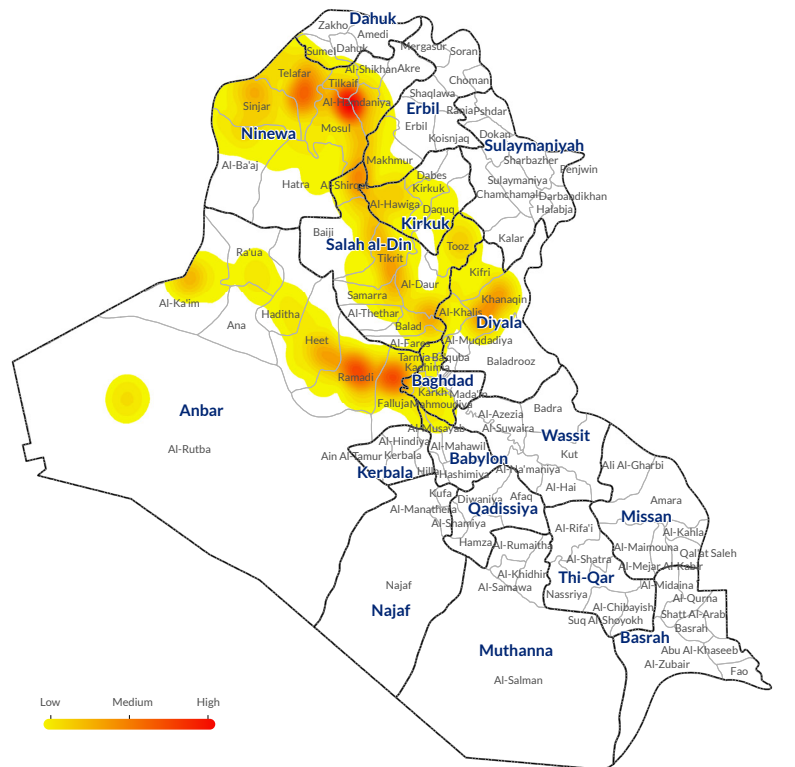 Dahuk
Zakho
Amedi
Sumel
Dahuk
Mergasur
Soran
Telafar
Al-Shikhan
Akre
Tilkaif
Choman
Shaqlawa
Sinjar
Al-Hamdaniya
Erbil
Rania
Pshdar
Ninewa
Mosul
Erbil
Koisnjaq
Dokan
Sulaymaniyah
Makhmur
Sharbazher
Penjwin
Al-Ba'aj
Dabes
Hatra
Al-Shirqat
Kirkuk
Sulaymaniya
Chamchamal
Darbandikhan
Al-Hawiga
Daquq
Halabja
Kirkuk
Baiji
Salah al-Din
Tooz
Kalar
Ra'ua
Tikrit
Kifri
Al-Daur
Al-Ka'im
Samarra
Khanaqin
Haditha
Al-Thethar
Al-Khalis
Diyala
Ana
Balad
Heet
Al-Fares
Al-Muqdadiya
Tarmia
Ba'quba
Baladrooz
Kadhimia
Ramadi
Baghdad
Karkh
Mada'in
Falluja
Mahmoudiya
Anbar
Al-Azezia
Badra
Al-Musayab
Al-Suwaira
Wassit
Al-Hindiya
Al-Mahawil
Al-Rutba
Ain Al-Tamur
Kerbala
Babylon
Kut
Kerbala
Hilla
Hashimiya
Al-Na'maniya
Ali Al-Gharbi
Al-Hai
Kufa
Diwaniya
Afaq
Amara
Al-Manathera
Qadissiya
Missan
Al-Shamiya
Al-Rifa'i
Al-Kahla
Hamza
Al-Rumaitha
Al-Maimouna
Qal'at Saleh
Al-Shatra
Al-Mejar Al-Kabir
Al-Khidhir
Thi-Qar
Najaf
Al-Samawa
Al-Midaina
Nassriya
Al-Qurna
Najaf
Al-Chibayish
Shatt Al-Arab
Suq Al-Shoyokh
Basrah
Basrah
Muthanna
Abu Al-Khaseeb
Al-Zubair
Fao
Al-Salman
Low
Medium
High